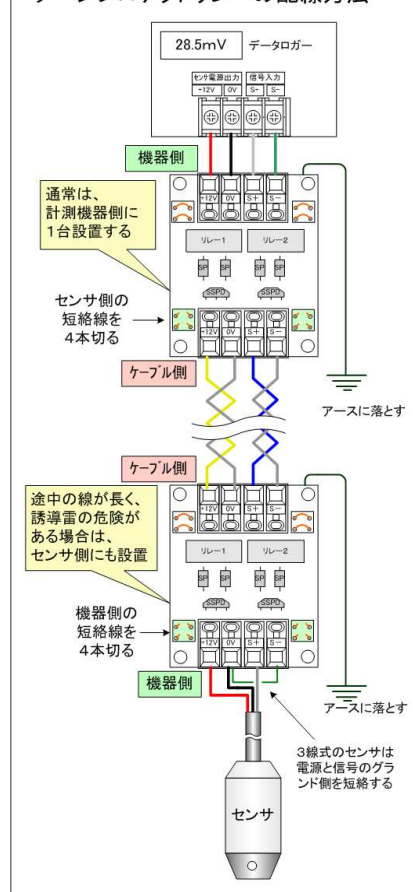 28.5mV
データロガー
センサ電源出力
信号入力
+12V
0V
S+
S-
機器側
通常は、
計測機器側に
1台設置する
+12V
0V
S+
S-
リレー1
リレー2
SP
SP
SP
SP
SSPD
SSPD
センサ側の
短絡線を
4本切る
+12V
0V
S+
S-
ケーブル側
アースに落とす
ケーブル側
途中の線が長く、
誘導雷の危険が
ある場合は、
センサ側にも設置
+12V
0V
S+
S-
リレー1
リレー2
SP
SP
SP
SP
SSPD
SSPD
機器側の
短絡線を
4本切る
+12V
0V
S+
S-
機器側
アースに落とす
3線式のセンサは
電源と信号のグラ
ンド側を短絡する
センサ